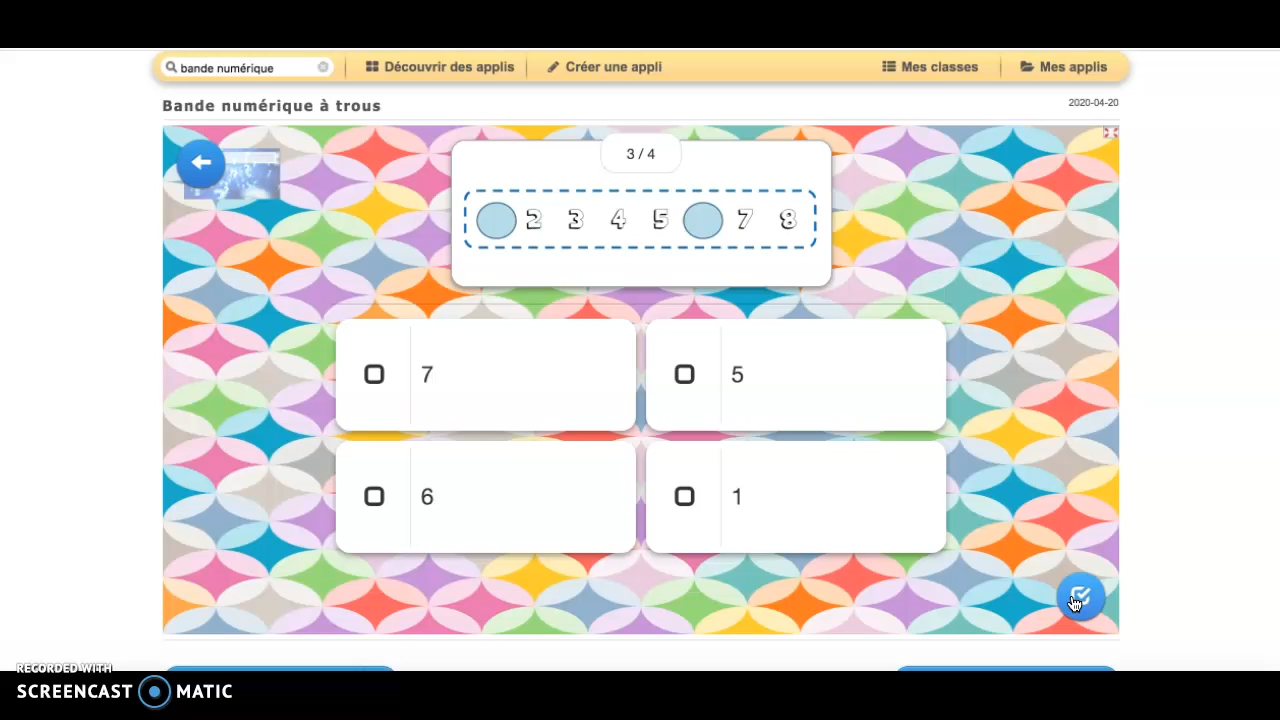 bande numérique
Découvrir des applis
Créer une appli
Mes classes
Mes applis
Bande numérique à trous
2020-04-20
3 / 4
2 3 4 5 7 8
7
5
6
1
RECORDED WITH
SCREENCAST MATIC